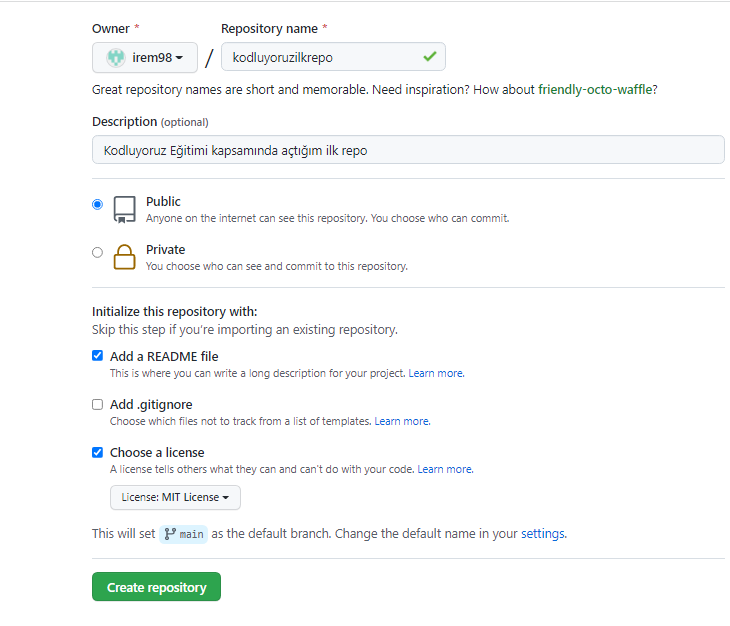 Owner * Repository name *
irem98 / kodluyoruzilkrepo
Great repository names are short and memorable. Need inspiration? How about friendly-octo-waffle?
Description (optional)
Kodluyoruz Eğitimi kapsamında açtığım ilk repo
Public
Anyone on the internet can see this repository. You choose who can commit.
Private
You choose who can see and commit to this repository.
Initialize this repository with:
Skip this step if you're importing an existing repository.
Add a README file
This is where you can write a long description for your project. Learn more.
Add .gitignore
Choose which files not to track from a list of templates. Learn more.
Choose a license
A license tells others what they can and can't do with your code. Learn more.
License: MIT License
This will set main as the default branch. Change the default name in your settings.
Create repository